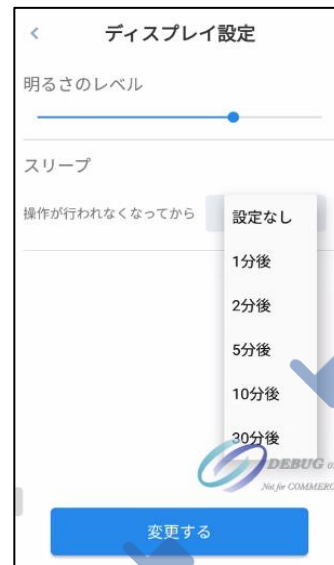 ディスプレイ設定
明るさのレベル
スリープ
操作が行われなくなってから
設定なし
1分後
2分後
5分後
10分後
30分後
DEBUG
Not for COMMERC
変更する